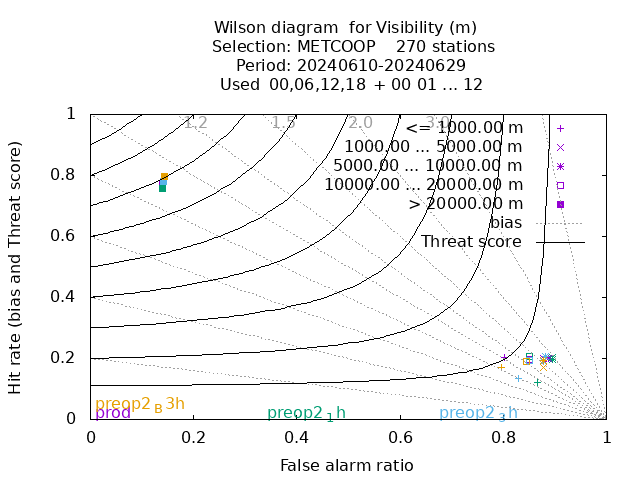 Wilson diagram  for Visibility (m)
Selection: METCOOP    270 stations
Period: 20240610-20240629
Used  00,06,12,18  + 00 01 ... 12
1.2 1.5 2.0 3.0
<= 1000.00 m
1000.00 ... 5000.00 m
5000.00 ... 10000.00 m
10000.00 ... 20000.00 m
> 20000.00 m
bias
Threat score
Hit rate (bias and Threat score)
1
0.8
0.6
0.4
0.2
0
preop2B3h
prod
preop21h
preop23h
0 0.2 0.4 0.6 0.8 1
False alarm ratio